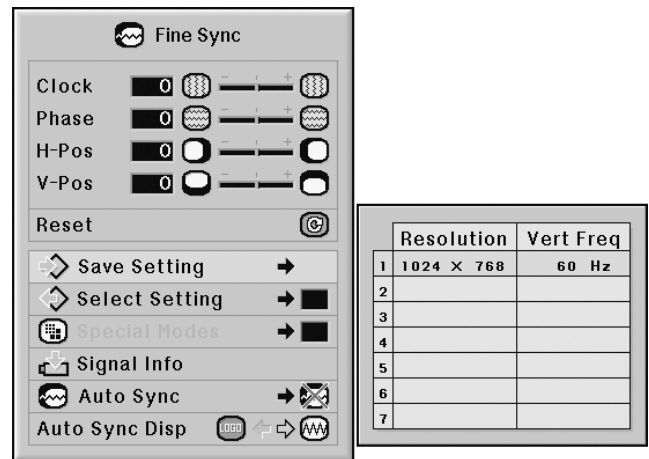 Fine Sync
Clock 0 - +
Phase 0 - +
H-Pos 0 - +
V-Pos 0 - +
Reset
Save Setting
Select Setting
Special Modes
Signal Info
Auto Sync
Auto Sync Disp LOGO
Resolution Vert Freq
1 1024 × 768 60 Hz
2
3
4
5
6
7